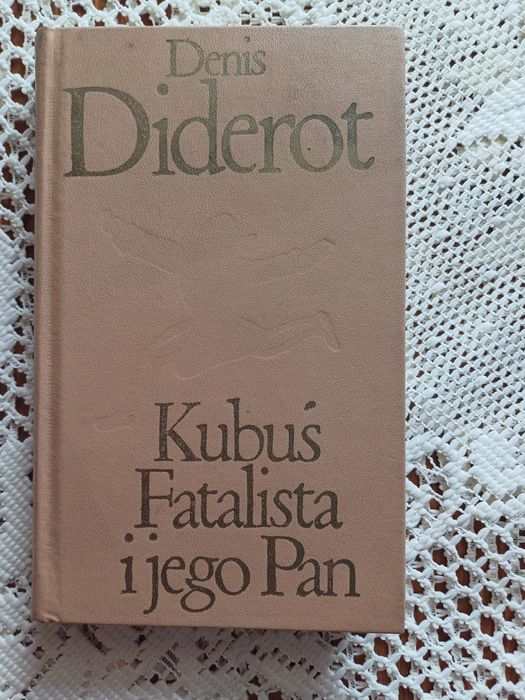 Denis
Diderot
Kubuś
Fatalista
i jego Pan